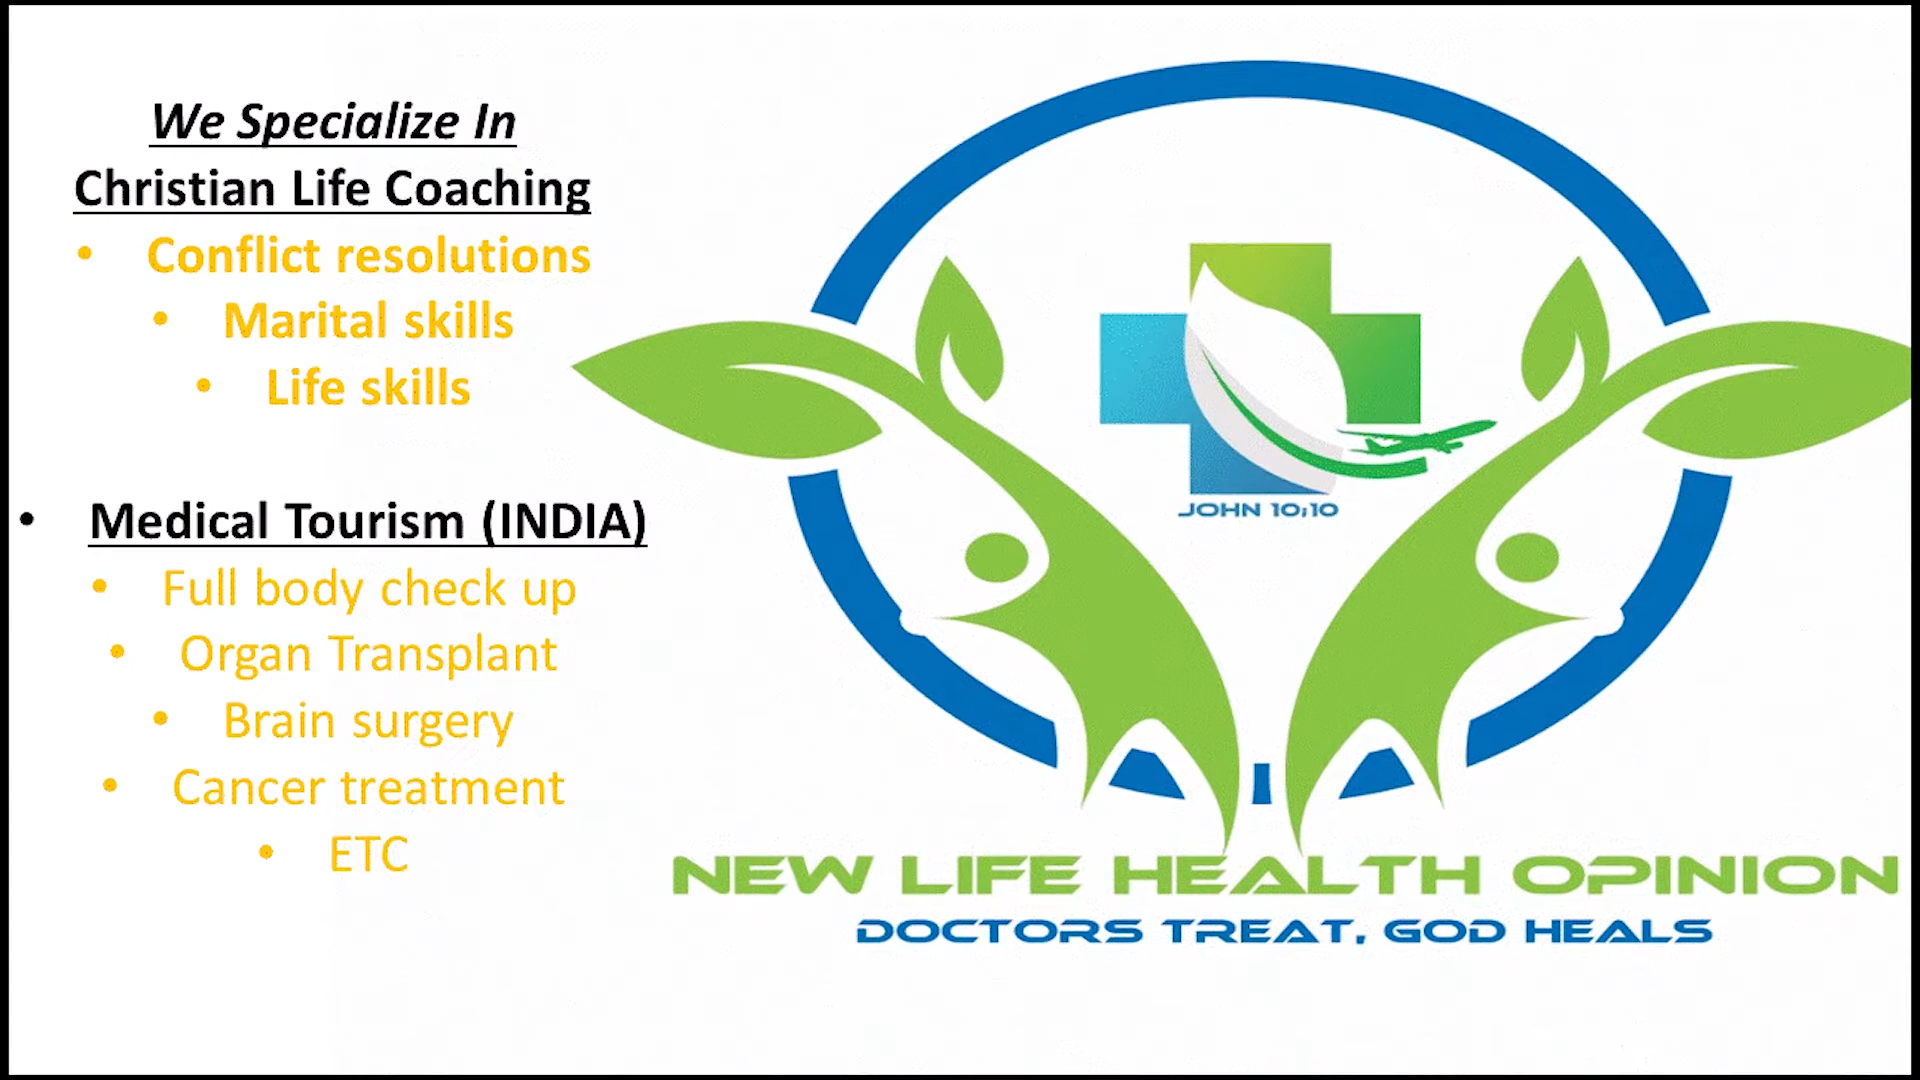 We Specialize In
Christian Life Coaching
• Conflict resolutions
• Marital skills
• Life skills
• Medical Tourism (INDIA)
• Full body check up
• Organ Transplant
• Brain surgery
• Cancer treatment
• ETC
JOHN 10:10
NEW LIFE HEALTH OPINION
DOCTORS TREAT, GOD HEALS